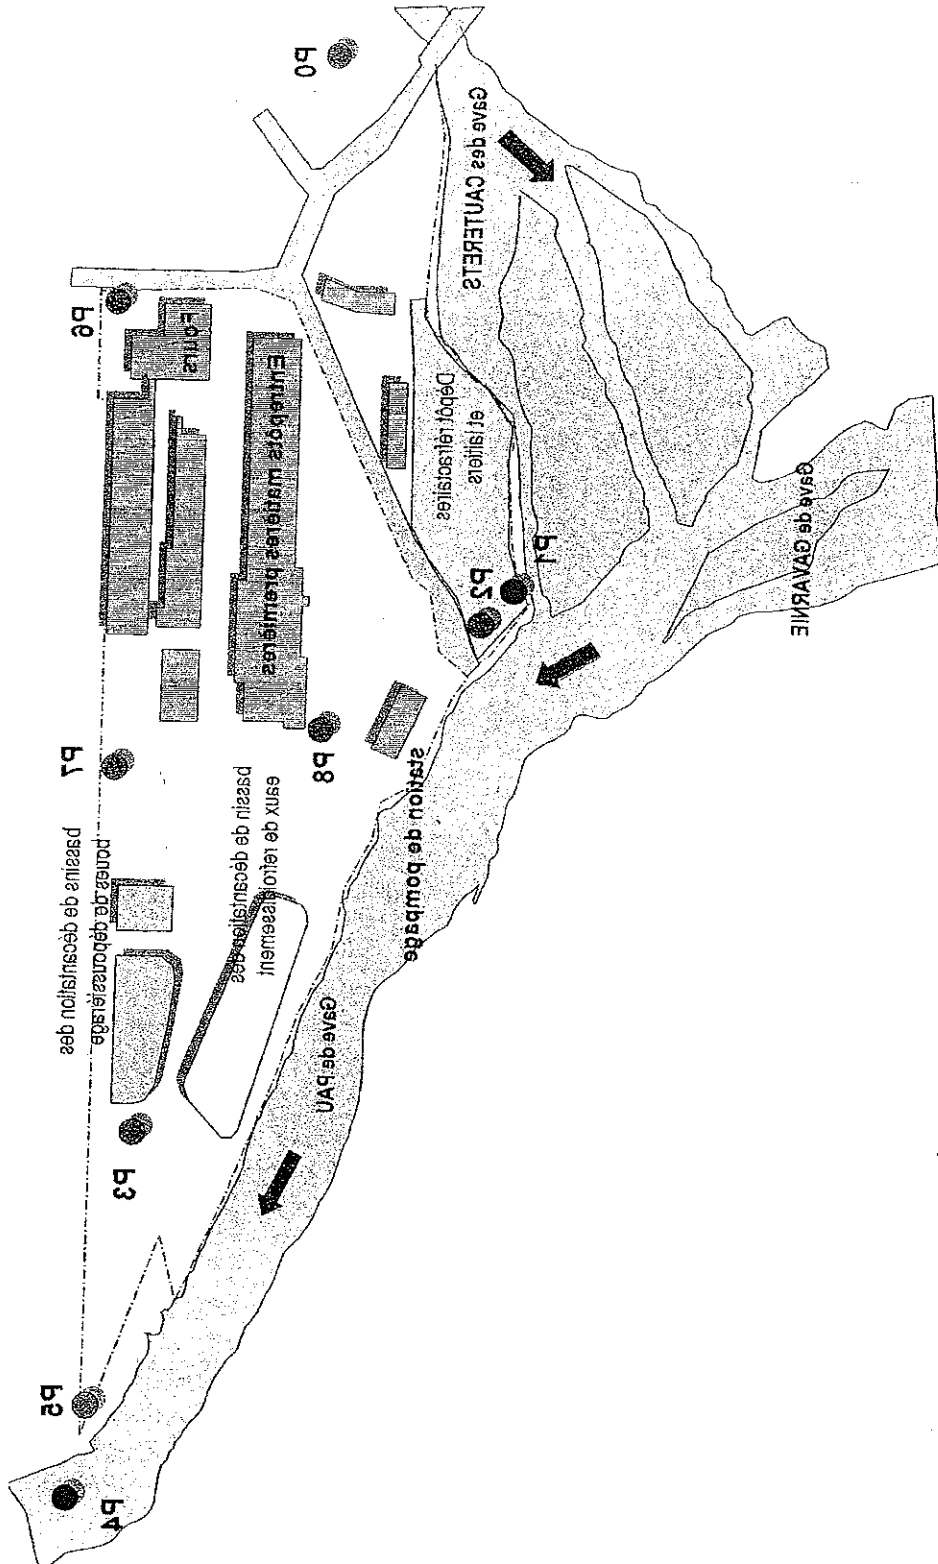 P0
Gave des CAUTERETS
Gave de GAVARNIE
P6
Fours
Entrepôts matières premières
Dépôt réfractaires
et laitiers
P1
P2
P8
P7
station de pompage
bassin de décantation des
eaux de refroidissement
bassins de décantation des
boues de dépoussiérage
Gave de PAU
P3
P5
P4